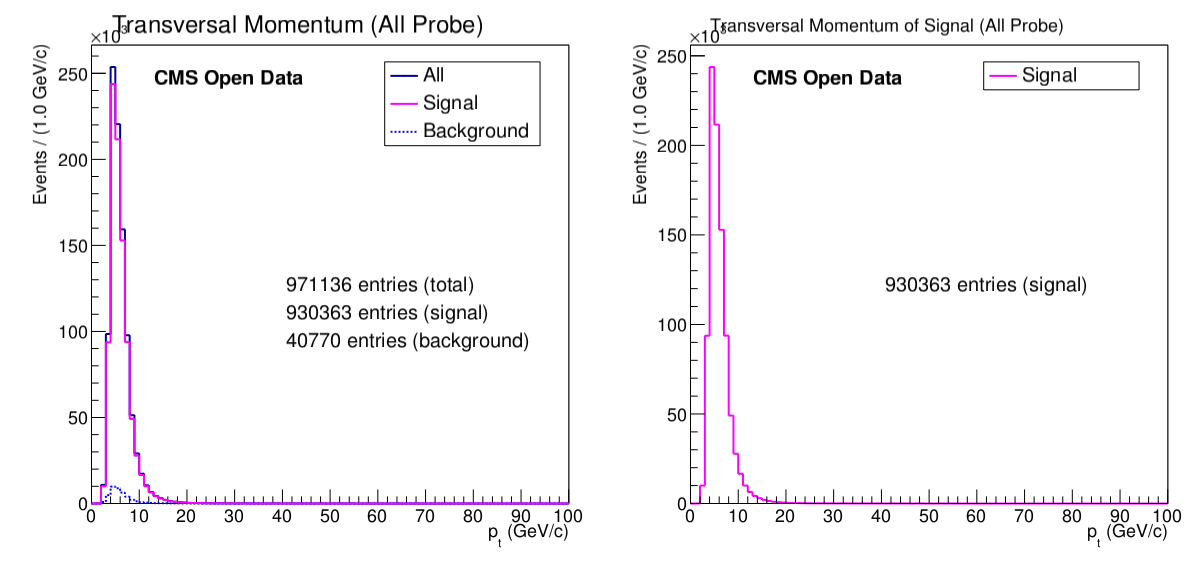 Transversal Momentum (All Probe)
×10³
Events / (1.0 GeV/c)
CMS Open Data
All
Signal
Background
250
200
150
100
50
0
971136 entries (total)
930363 entries (signal)
40770 entries (background)
0 10 20 30 40 50 60 70 80 90 100
pt (GeV/c)
Transversal Momentum of Signal (All Probe)
×10³
Events / (1.0 GeV/c)
CMS Open Data
Signal
250
200
150
100
50
0
930363 entries (signal)
0 10 20 30 40 50 60 70 80 90 100
pt (GeV/c)